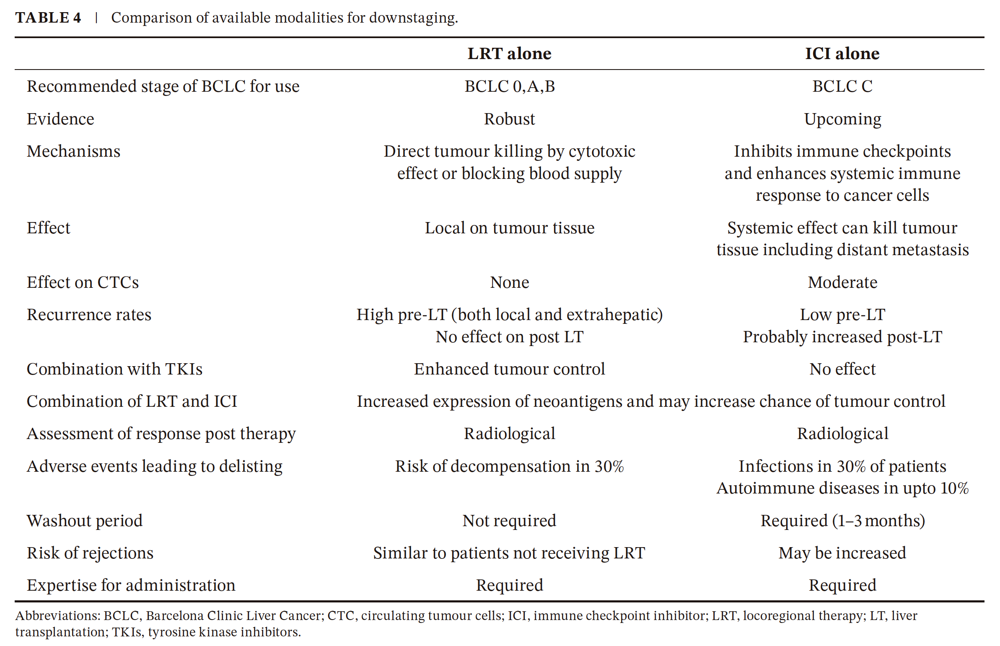 TABLE 4 | Comparison of available modalities for downstaging.
LRT alone ICI alone
Recommended stage of BCLC for use BCLC 0,A,B BCLC C
Evidence Robust Upcoming
Mechanisms Direct tumour killing by cytotoxic Inhibits immune checkpoints
effect or blocking blood supply and enhances systemic immune
response to cancer cells
Effect Local on tumour tissue Systemic effect can kill tumour
tissue including distant metastasis
Effect on CTCs None Moderate
Recurrence rates High pre-LT (both local and extrahepatic) Low pre-LT
No effect on post LT Probably increased post-LT
Combination with TKIs Enhanced tumour control No effect
Combination of LRT and ICI Increased expression of neoantigens and may increase chance of tumour control
Assessment of response post therapy Radiological Radiological
Adverse events leading to delisting Risk of decompensation in 30% Infections in 30% of patients
Autoimmune diseases in upto 10%
Washout period Not required Required (1–3 months)
Risk of rejections Similar to patients not receiving LRT May be increased
Expertise for administration Required Required
Abbreviations: BCLC, Barcelona Clinic Liver Cancer; CTC, circulating tumour cells; ICI, immune checkpoint inhibitor; LRT, locoregional therapy; LT, liver
transplantation; TKIs, tyrosine kinase inhibitors.